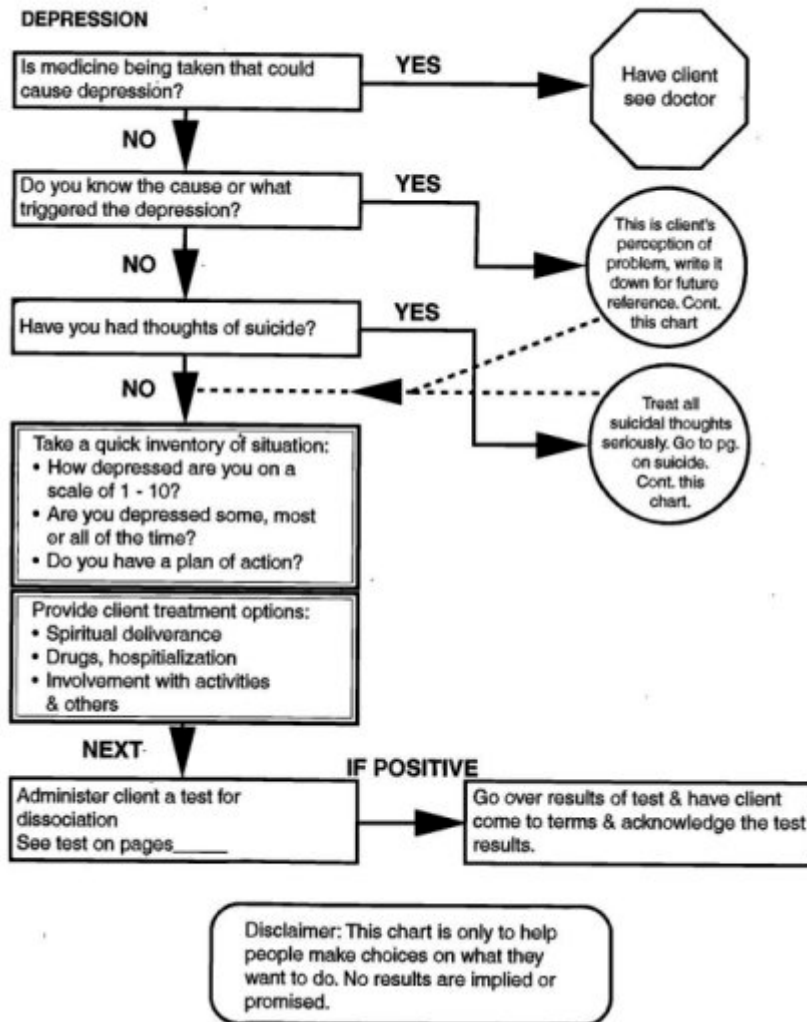 DEPRESSION
Is medicine being taken that could
cause depression?
YES
Have client
see doctor
NO
Do you know the cause or what
triggered the depression?
YES
This is client's
perception of
problem, write it
down for future
reference. Cont.
this chart
NO
Have you had thoughts of suicide?
YES
Treat all
suicidal thoughts
seriously. Go to pg.
on suicide.
Cont. this
chart.
NO
Take a quick inventory of situation:
• How depressed are you on a
scale of 1 - 10?
• Are you depressed some, most
or all of the time?
• Do you have a plan of action?
Provide client treatment options:
• Spiritual deliverance
• Drugs, hospitialization
• Involvement with activities
& others
NEXT
Administer client a test for
dissociation
See test on pages_____
IF POSITIVE
Go over results of test & have client
come to terms & acknowledge the test
results.
Disclaimer: This chart is only to help
people make choices on what they
want to do. No results are implied or
promised.